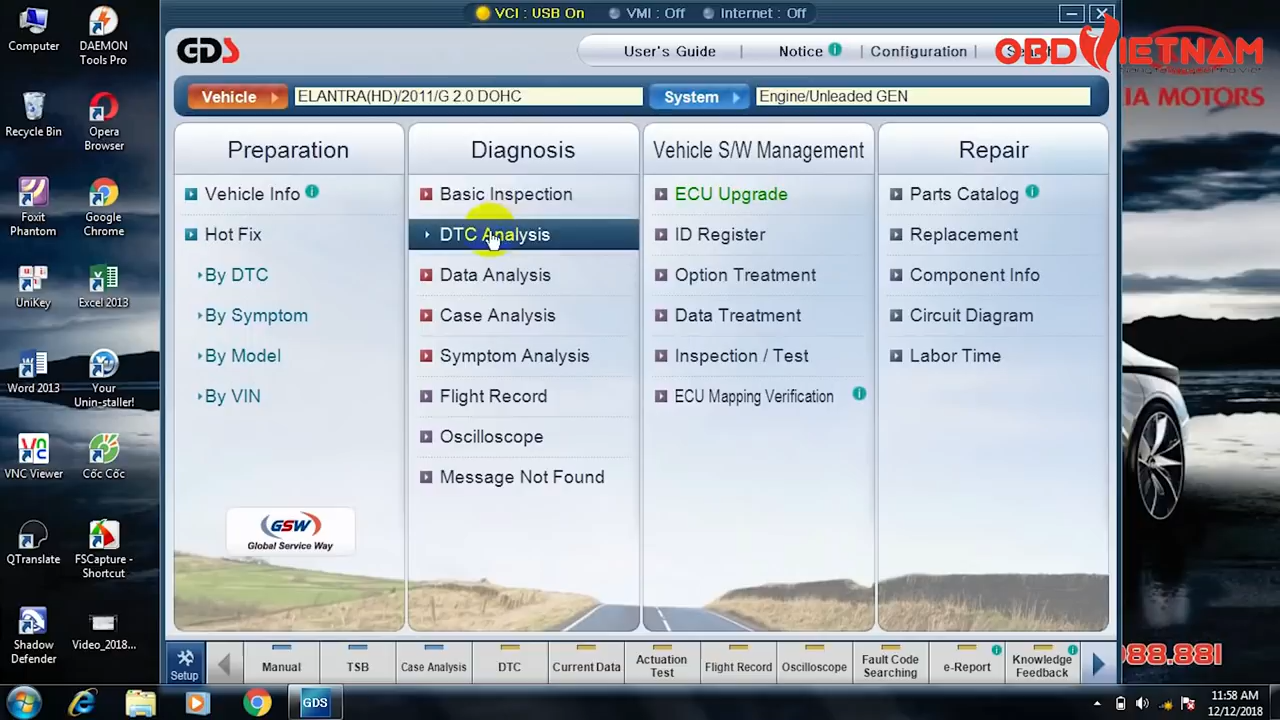 VCI : USB On
VMI : Off
Internet : Off
GDS
User's Guide
Notice
Configuration
OBD VIETNAM
Vehicle
ELANTRA(HD)/2011/G 2.0 DOHC
System
Engine/Unleaded GEN
IA MOTORS
Preparation
Vehicle Info
Hot Fix
By DTC
By Symptom
By Model
By VIN
GSW
Global Service Way
Diagnosis
Basic Inspection
DTC Analysis
Data Analysis
Case Analysis
Symptom Analysis
Flight Record
Oscilloscope
Message Not Found
Vehicle S/W Management
ECU Upgrade
ID Register
Option Treatment
Data Treatment
Inspection / Test
ECU Mapping Verification
Repair
Parts Catalog
Replacement
Component Info
Circuit Diagram
Labor Time
Setup
Manual
TSB
Case Analysis
DTC
Current Data
Actuation
Test
Flight Record
Oscilloscope
Fault Code
Searching
e-Report
Knowledge
Feedback
088.881
Computer
DAEMON
Tools Pro
Recycle Bin
Opera
Browser
Foxit
Phantom
Google
Chrome
UniKey
Excel 2013
Word 2013
Your
Unin-staller!
VNC Viewer
Cốc Cốc
QTranslate
FSCapture -
Shortcut
Shadow
Defender
Video_2018...
GDS
11:58 AM
12/12/2018